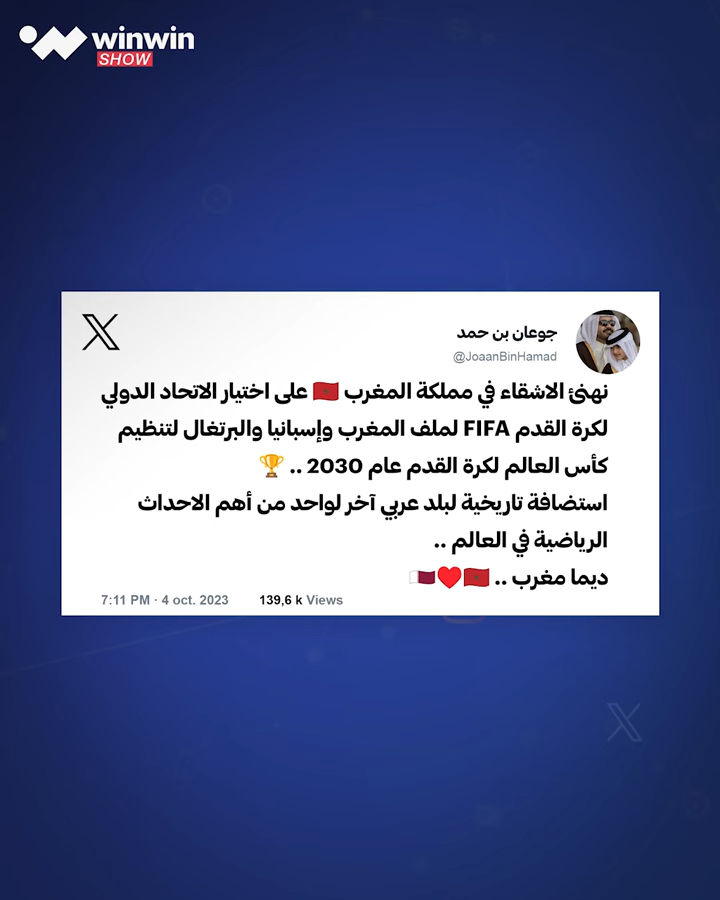 winwin
SHOW
جوعان بن حمد
@JoaanBinHamad
نهنئ الاشقاء في مملكة المغرب 🇲🇦 على اختيار الاتحاد الدولي
لكرة القدم FIFA لملف المغرب وإسبانيا والبرتغال لتنظيم
كأس العالم لكرة القدم عام 2030 .. 🏆
استضافة تاريخية لبلد عربي آخر لواحد من أهم الاحداث
الرياضية في العالم ..
ديما مغرب .. 🇲🇦❤️🇶🇦
7:11 PM · 4 oct. 2023 139,6 k Views